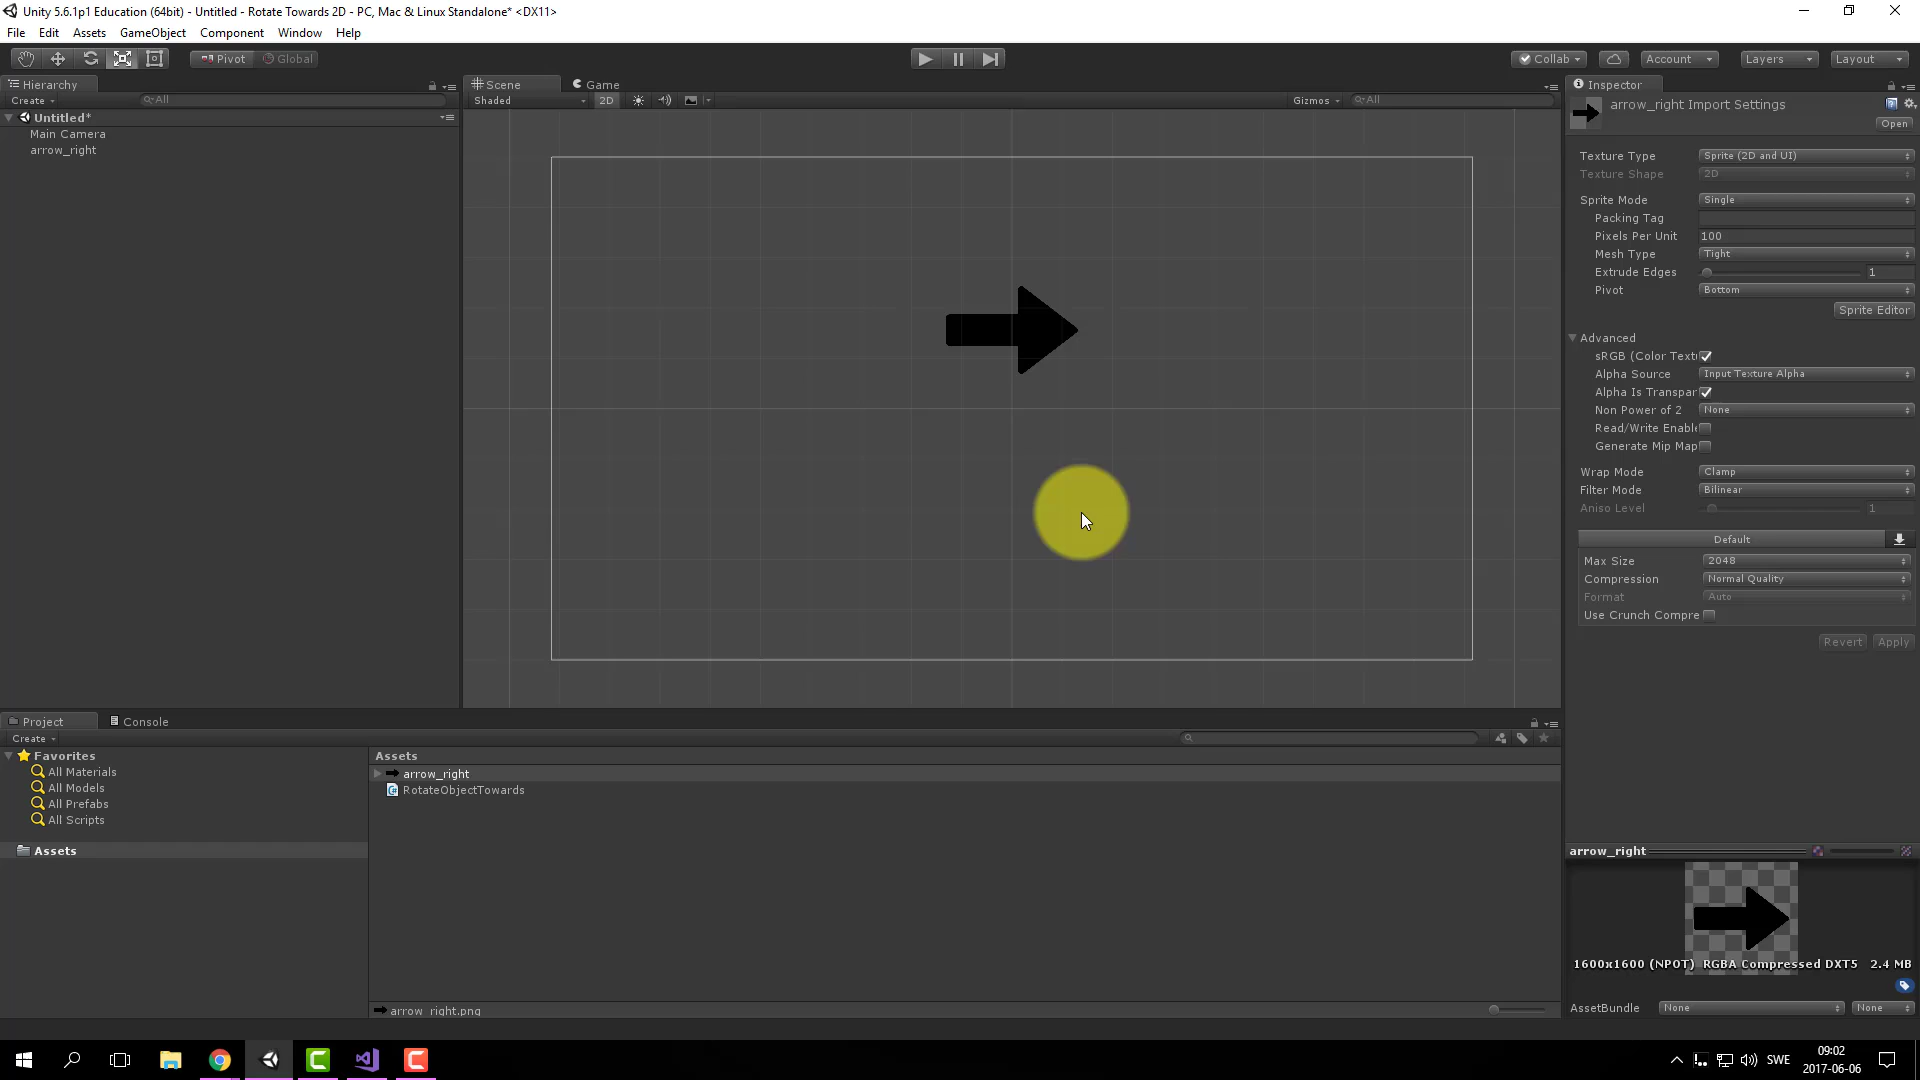 Unity 5.6.1p1 Education (64bit) - Untitled - Rotate Towards 2D - PC, Mac & Linux Standalone* <DX11>
File Edit Assets GameObject Component Window Help
Pivot Global Collab Account Layers Layout
Hierarchy
Create All
Untitled*
Main Camera
arrow_right
Scene Game
Shaded 2D Gizmos All
Inspector
arrow_right Import Settings
Open
Texture Type Sprite (2D and UI)
Texture Shape 2D
Sprite Mode Single
Packing Tag
Pixels Per Unit 100
Mesh Type Tight
Extrude Edges 1
Pivot Bottom
Sprite Editor
Advanced
sRGB (Color Textu
Alpha Source Input Texture Alpha
Alpha Is Transpar
Non Power of 2 None
Read/Write Enable
Generate Mip Map
Wrap Mode Clamp
Filter Mode Bilinear
Aniso Level 1
Default
Max Size 2048
Compression Normal Quality
Format Auto
Use Crunch Compre
Revert Apply
Project Console
Create
Favorites
All Materials
All Models
All Prefabs
All Scripts
Assets
Assets
arrow_right
RotateObjectTowards
arrow_right.png
arrow_right
1600x1600 (NPOT) RGBA Compressed DXT5 2.4 MB
AssetBundle None None
SWE
09:02
2017-06-06